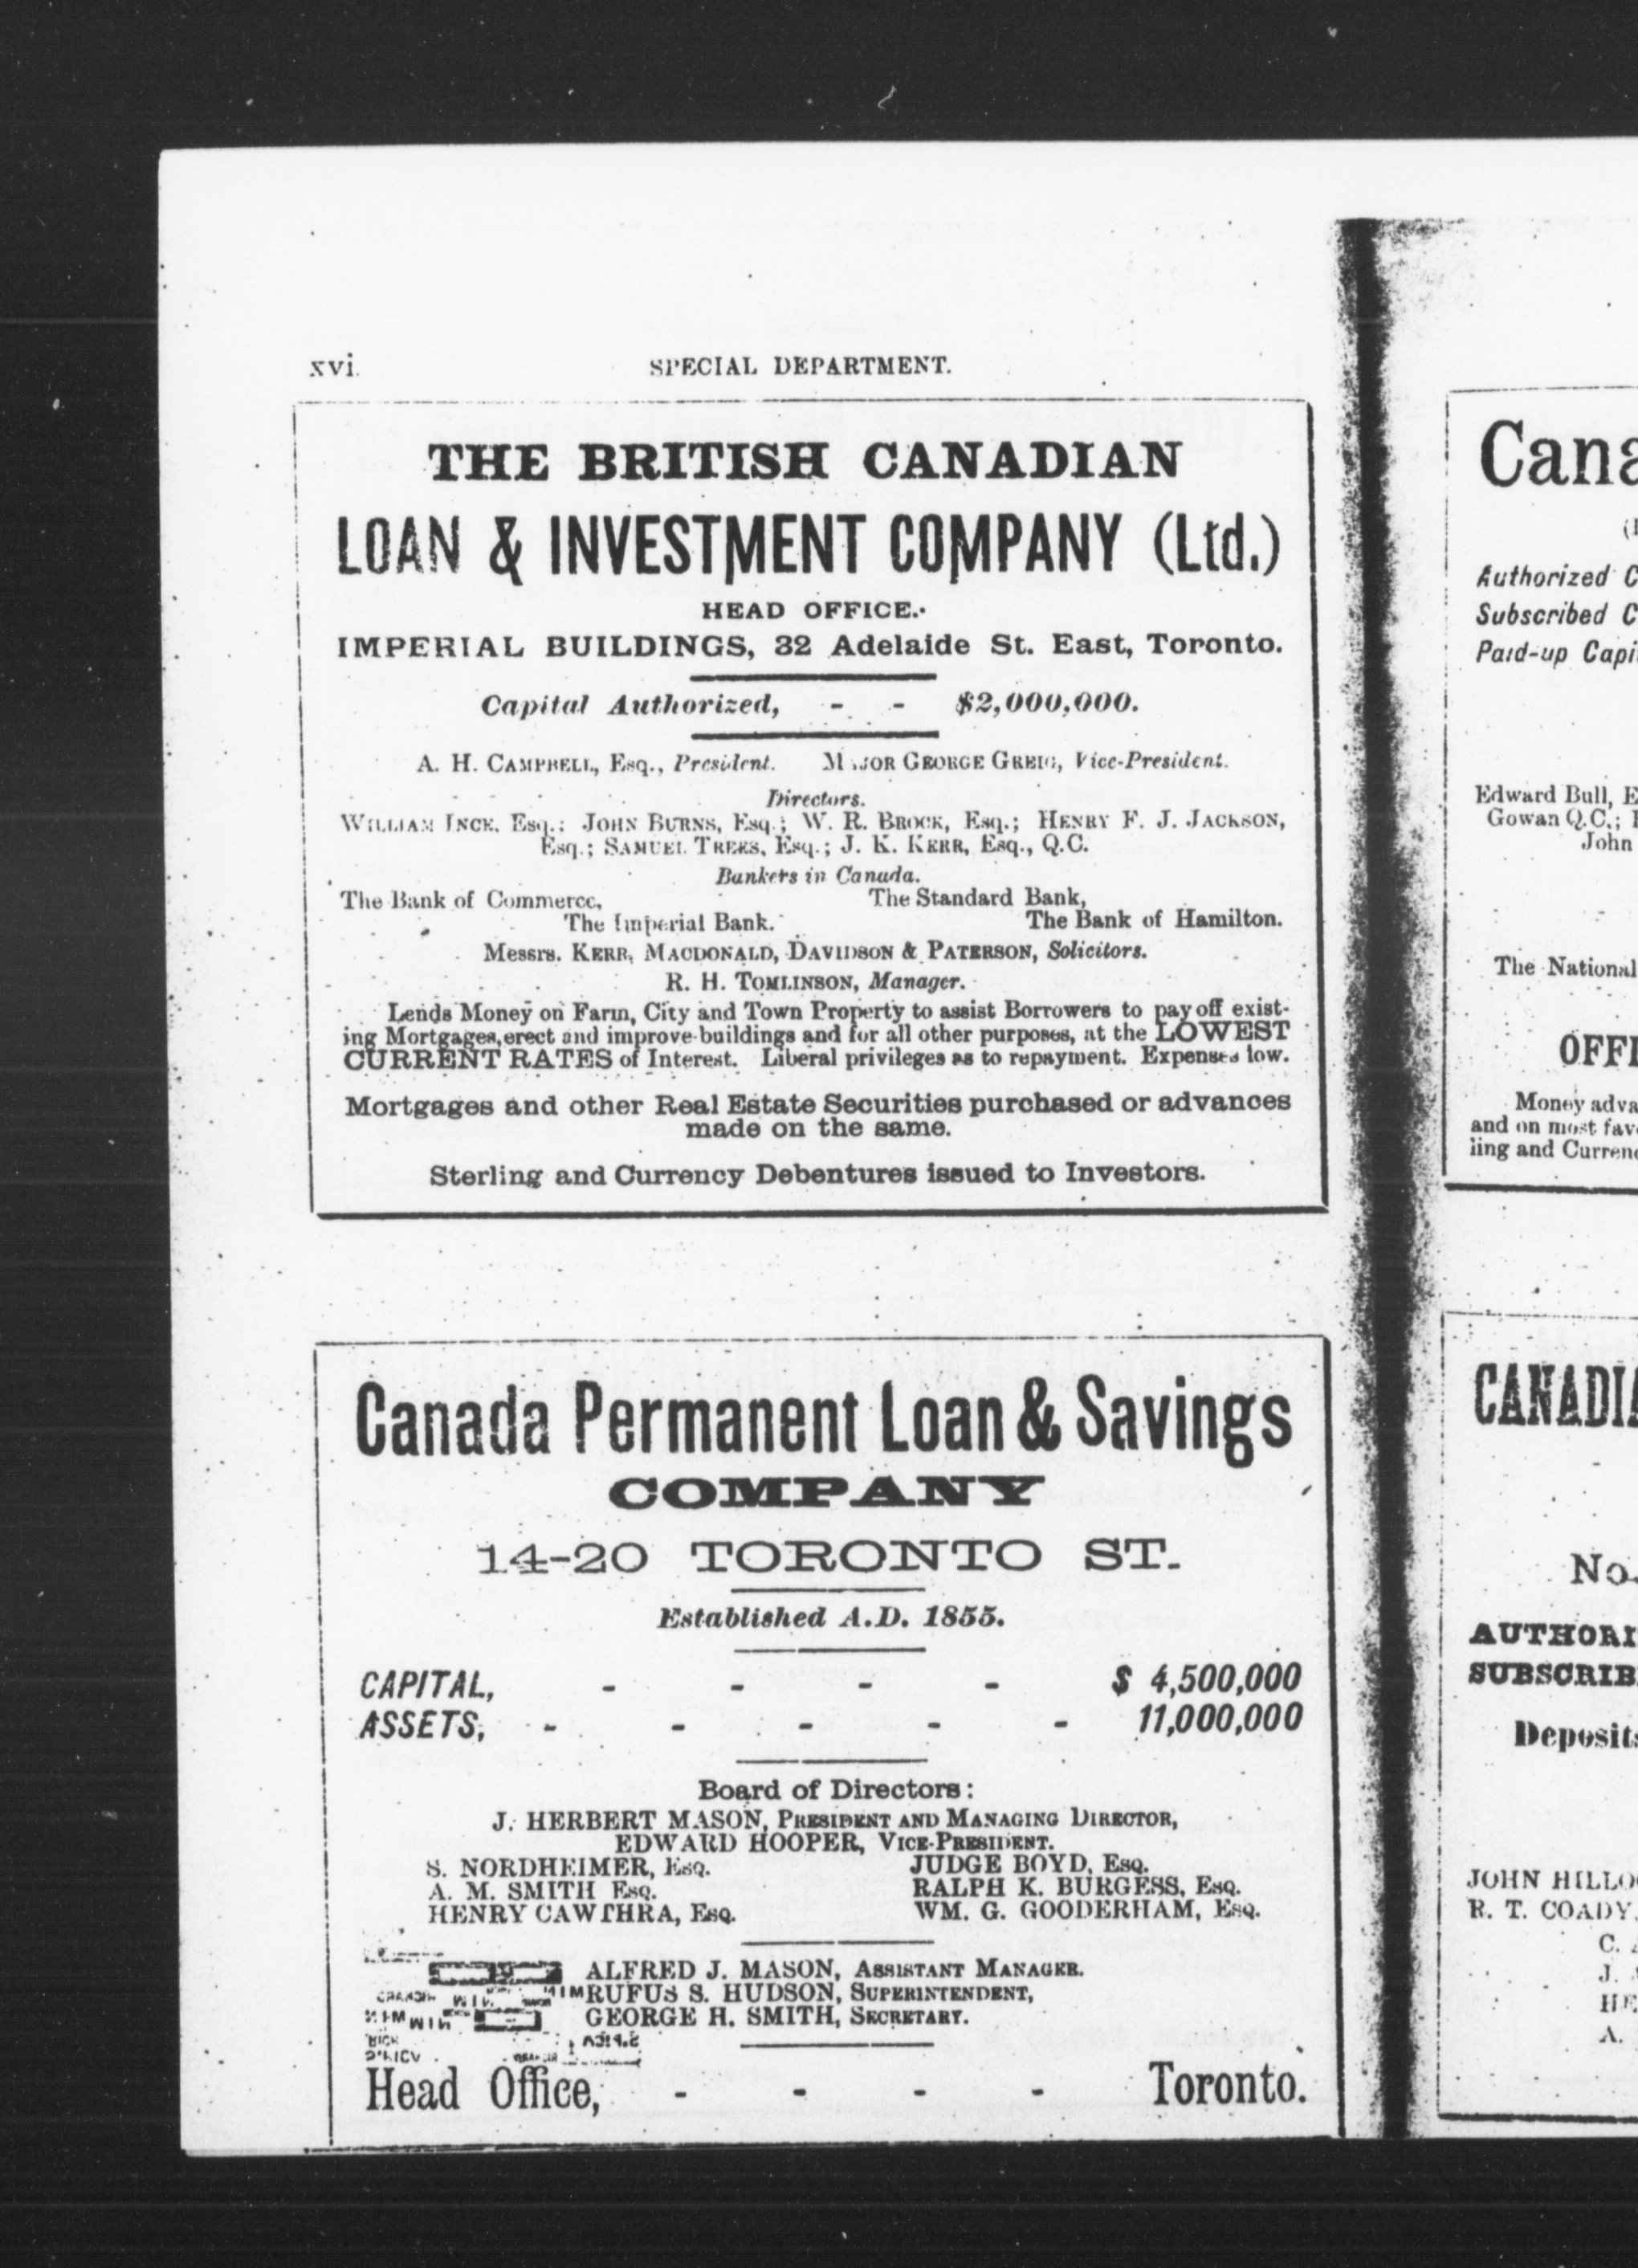 xvi.
SPECIAL DEPARTMENT.
THE BRITISH CANADIAN
LOAN & INVESTMENT COMPANY (Ltd.)
HEAD OFFICE.
IMPERIAL BUILDINGS, 32 Adelaide St. East, Toronto.
Capital Authorized, - - $2,000,000.
A. H. CAMPBELL, Esq., President. MAJOR GEORGE GREIG, Vice-President.
Directors.
WILLIAM INCE, Esq.; JOHN BURNS, Esq.; W. R. BROCK, Esq.; HENRY F. J. JACKSON,
Esq.; SAMUEL TREES, Esq.; J. K. KERR, Esq., Q.C.
Bankers in Canada.
The Bank of Commerce, The Standard Bank,
The Imperial Bank. The Bank of Hamilton.
Messrs. KERR, MACDONALD, DAVIDSON & PATERSON, Solicitors.
R. H. TOMLINSON, Manager.
Lends Money on Farm, City and Town Property to assist Borrowers to pay off exist-
ing Mortgages, erect and improve buildings and for all other purposes, at the LOWEST
CURRENT RATES of Interest. Liberal privileges as to repayment. Expenses low.
Mortgages and other Real Estate Securities purchased or advances
made on the same.
Sterling and Currency Debentures issued to Investors.
Canada Permanent Loan & Savings
COMPANY
14-20 TORONTO ST.
Established A.D. 1855.
CAPITAL, - - - - $ 4,500,000
ASSETS, - - - - - 11,000,000
Board of Directors:
J. HERBERT MASON, PRESIDENT AND MANAGING DIRECTOR,
EDWARD HOOPER, VICE-PRESIDENT.
S. NORDHEIMER, ESQ. JUDGE BOYD, ESQ.
A. M. SMITH ESQ. RALPH K. BURGESS, ESQ.
HENRY CAWTHRA, ESQ. WM. G. GOODERHAM, ESQ.
ALFRED J. MASON, ASSISTANT MANAGER.
RUFUS S. HUDSON, SUPERINTENDENT,
GEORGE H. SMITH, SECRETARY.
Head Office, - - - - Toronto.
Cana
Authorized C
Subscribed C
Paid-up Capi
Edward Bull, E
Gowan Q.C.;
John
The National
OFFI
Money adva
and on most fav
ling and Curren
CANADIA
No.
AUTHORI
SUBSCRIB
Deposits
JOHN HILLO
R. T. COADY,
C.
J.
HE
A.